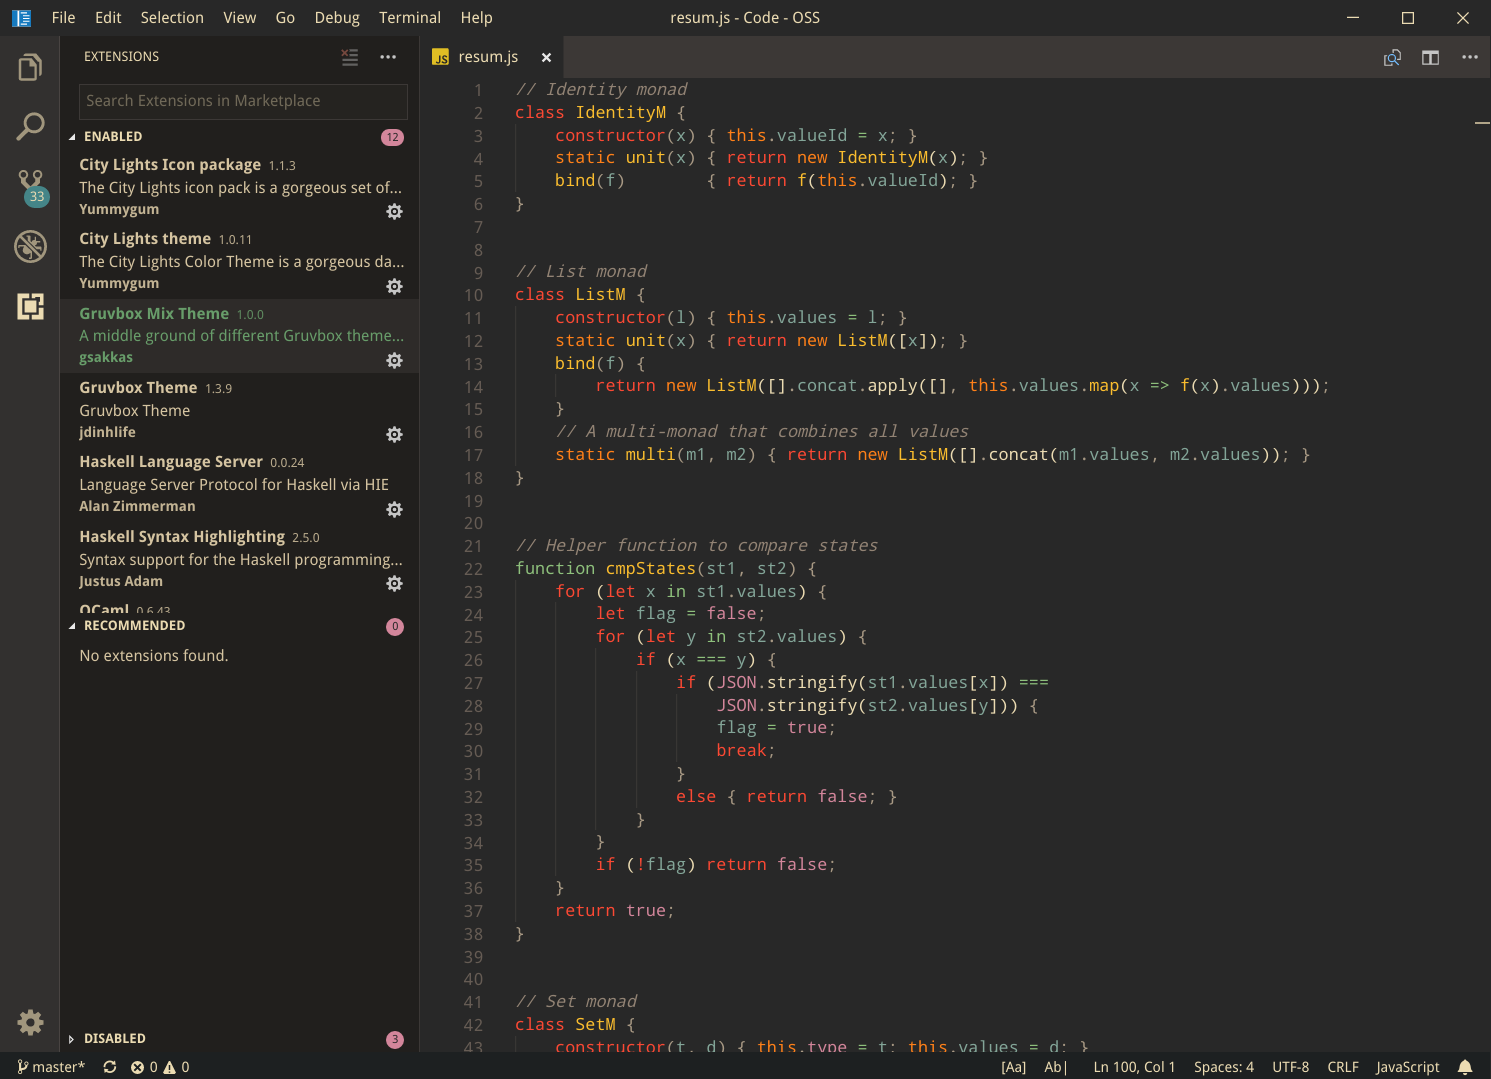 File Edit Selection View Go Debug Terminal Help
resum.js - Code - OSS
EXTENSIONS
Search Extensions in Marketplace
ENABLED 12
City Lights Icon package 1.1.3
The City Lights icon pack is a gorgeous set of...
Yummygum
City Lights theme 1.0.11
The City Lights Color Theme is a gorgeous da...
Yummygum
Gruvbox Mix Theme 1.0.0
A middle ground of different Gruvbox theme...
gsakkas
Gruvbox Theme 1.3.9
Gruvbox Theme
jdinhlife
Haskell Language Server 0.0.24
Language Server Protocol for Haskell via HIE
Alan Zimmerman
Haskell Syntax Highlighting 2.5.0
Syntax support for the Haskell programming...
Justus Adam
OCaml 0.6.43
RECOMMENDED 0
No extensions found.
DISABLED 3
33
JS resum.js
1 // Identity monad
2 class IdentityM {
3     constructor(x) { this.valueId = x; }
4     static unit(x) { return new IdentityM(x); }
5     bind(f)        { return f(this.valueId); }
6 }
7
8
9 // List monad
10 class ListM {
11     constructor(l) { this.values = l; }
12     static unit(x) { return new ListM([x]); }
13     bind(f) {
14         return new ListM([].concat.apply([], this.values.map(x => f(x).values)));
15     }
16     // A multi-monad that combines all values
17     static multi(m1, m2) { return new ListM([].concat(m1.values, m2.values)); }
18 }
19
20
21 // Helper function to compare states
22 function cmpStates(st1, st2) {
23     for (let x in st1.values) {
24         let flag = false;
25         for (let y in st2.values) {
26             if (x === y) {
27                 if (JSON.stringify(st1.values[x]) ===
28                     JSON.stringify(st2.values[y])) {
29                     flag = true;
30                     break;
31                 }
32                 else { return false; }
33             }
34         }
35         if (!flag) return false;
36     }
37     return true;
38 }
39
40
41 // Set monad
42 class SetM {
43     constructor(t, d) { this.type = t; this.values = d; }
master* 0 0
[Aa] Ab| Ln 100, Col 1 Spaces: 4 UTF-8 CRLF JavaScript